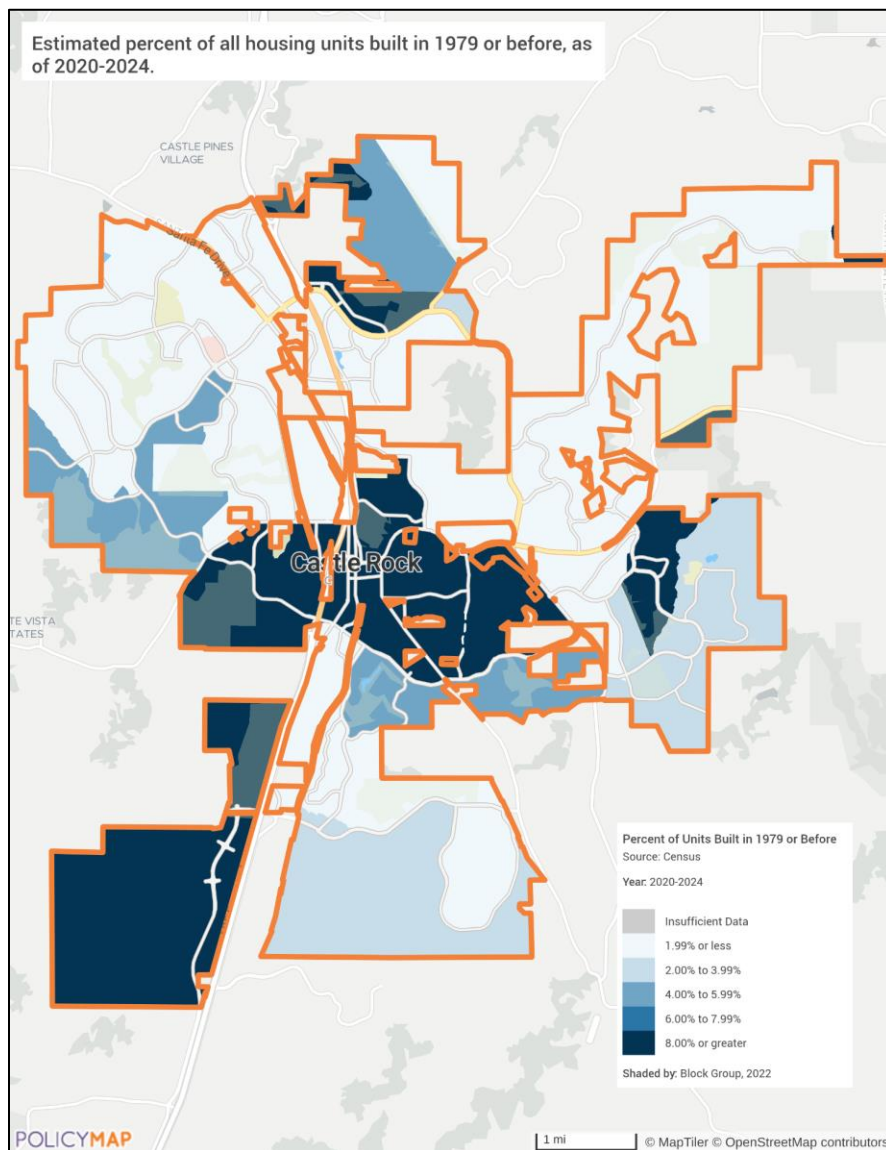 Estimated percent of all housing units built in 1979 or before, as
of 2020-2024.
CASTLE PINES
VILLAGE
Santa Fe Drive
Castle Rock
TE VISTA
TATES
Percent of Units Built in 1979 or Before
Source: Census
Year: 2020-2024
Insufficient Data
1.99% or less
2.00% to 3.99%
4.00% to 5.99%
6.00% to 7.99%
8.00% or greater
Shaded by: Block Group, 2022
POLICYMAP
1 mi
© MapTiler © OpenStreetMap contributors